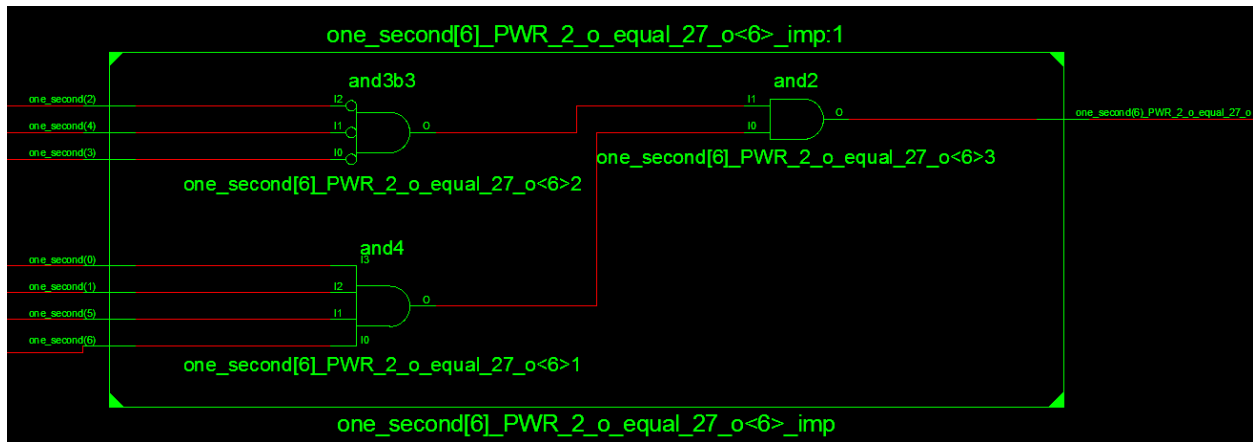 one_second[6]_PWR_2_o_equal_27_o<6>_imp:1
and3b3
and2
one_second(2)
I2
I1
one_second(6)_PWR_2_o_equal_27_o
one_second(4)
I1
O
I0
O
one_second(3)
I0
one_second[6]_PWR_2_o_equal_27_o<6>3
one_second[6]_PWR_2_o_equal_27_o<6>2
and4
one_second(0)
I3
one_second(1)
I2
O
one_second(5)
I1
one_second(6)
I0
one_second[6]_PWR_2_o_equal_27_o<6>1
one_second[6]_PWR_2_o_equal_27_o<6>_imp